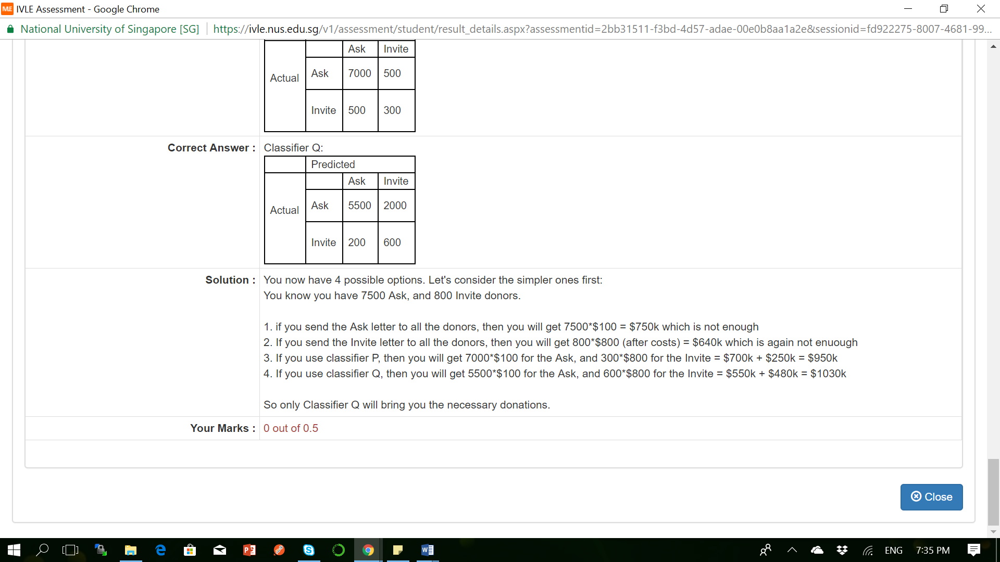 IVLE Assessment - Google Chrome
National University of Singapore [SG] https://ivle.nus.edu.sg/v1/assessment/student/result_details.aspx?assessmentid=2bb31511-f3bd-4d57-adae-00e0b8aa1a2e&sessionid=fd922275-8007-4681-99...
Ask Invite
Actual
Ask 7000 500
Invite 500 300
Correct Answer : Classifier Q:
Predicted
Ask Invite
Actual
Ask 5500 2000
Invite 200 600
Solution : You now have 4 possible options. Let's consider the simpler ones first:
You know you have 7500 Ask, and 800 Invite donors.
1. if you send the Ask letter to all the donors, then you will get 7500*$100 = $750k which is not enough
2. If you send the Invite letter to all the donors, then you will get 800*$800 (after costs) = $640k which is again not enuough
3. If you use classifier P, then you will get 7000*$100 for the Ask, and 300*$800 for the Invite = $700k + $250k = $950k
4. If you use classifier Q, then you will get 5500*$100 for the Ask, and 600*$800 for the Invite = $550k + $480k = $1030k
So only Classifier Q will bring you the necessary donations.
Your Marks : 0 out of 0.5
Close
ENG 7:35 PM